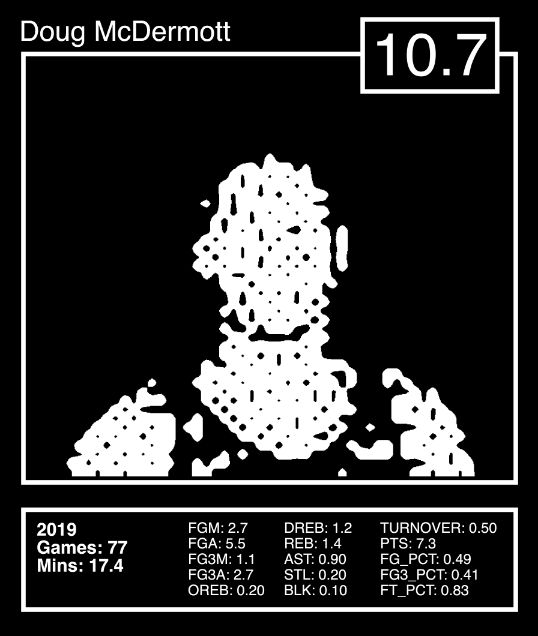 Doug McDermott
10.7
2019
Games: 77
Mins: 17.4
FGM: 2.7
FGA: 5.5
FG3M: 1.1
FG3A: 2.7
OREB: 0.20
DREB: 1.2
REB: 1.4
AST: 0.90
STL: 0.20
BLK: 0.10
TURNOVER: 0.50
PTS: 7.3
FG_PCT: 0.49
FG3_PCT: 0.41
FT_PCT: 0.83